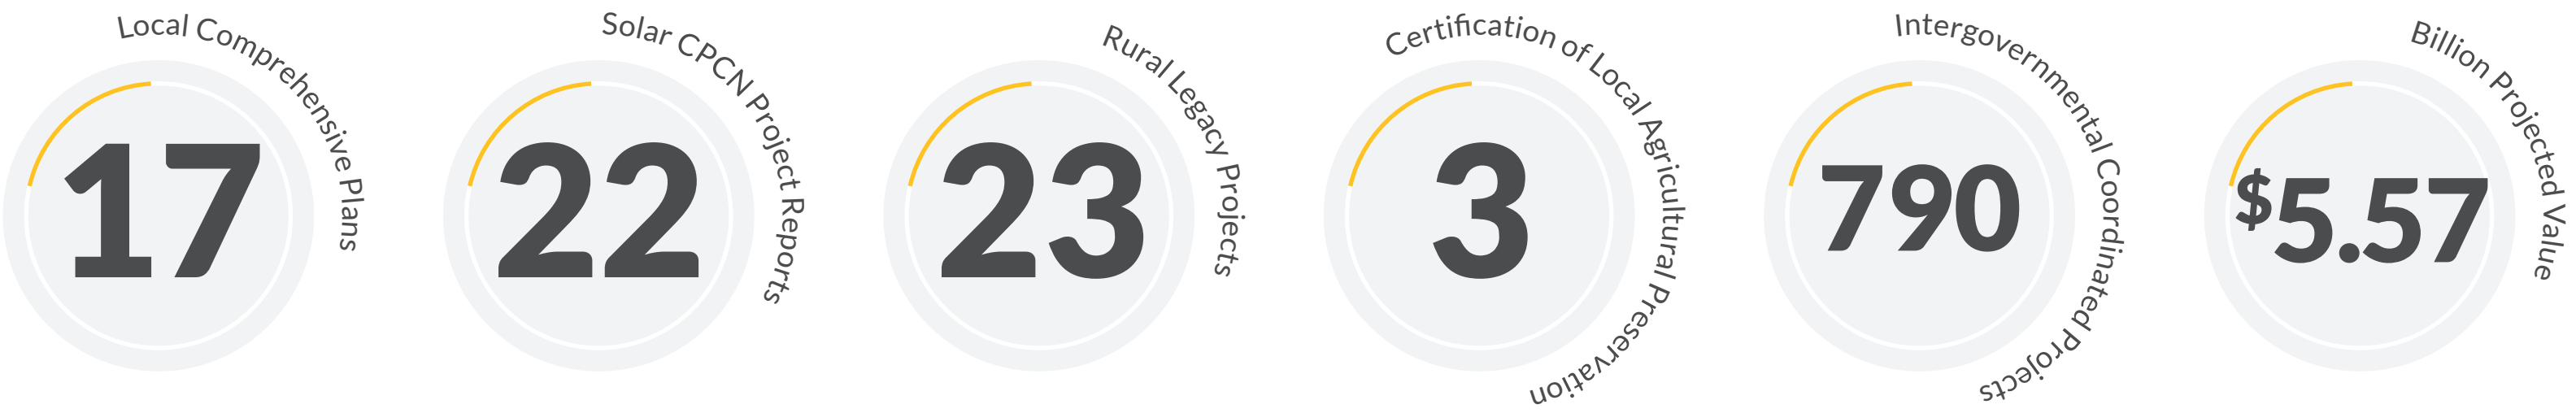 Local Comprehensive Plans
17
Solar CPCN Project Reports
22
Rural Legacy Projects
23
Certification of Local Agricultural Preservation
3
Intergovernmental Coordinated Projects
790
Billion Projected Value
$5.57